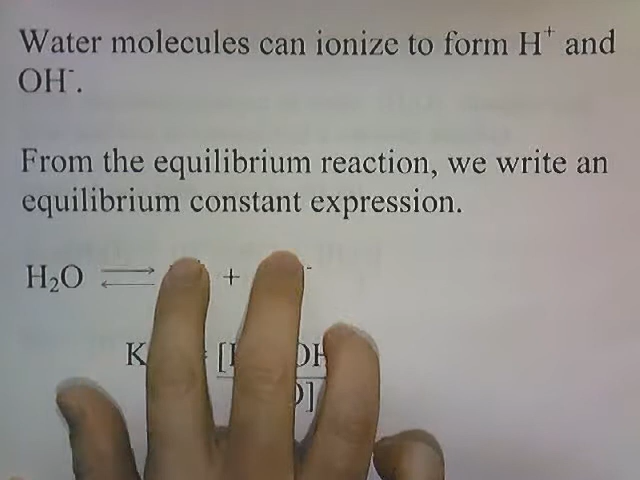 Water molecules can ionize to form H⁺ and
OH⁻.
From the equilibrium reaction, we write an
equilibrium constant expression.
H₂O ⇌ +
K [
]